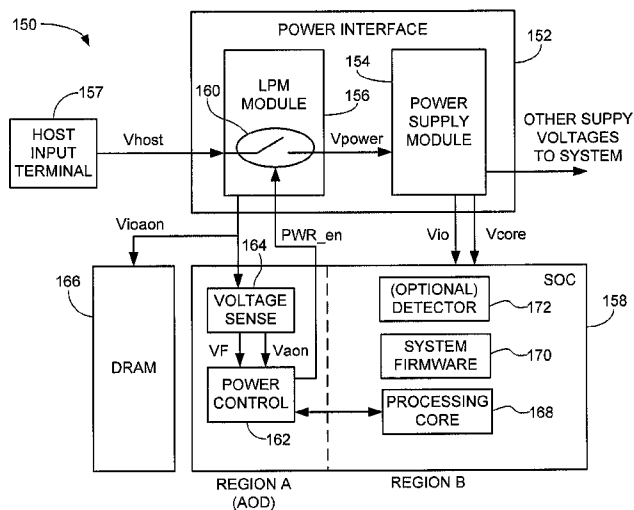 150
POWER INTERFACE
152
157
160
LPM
MODULE
156
154
POWER
SUPPLY
MODULE
HOST
INPUT
TERMINAL
Vhost
Vpower
OTHER SUPPY
VOLTAGES
TO SYSTEM
Vioaon
164
PWR_en
Vio
Vcore
166
DRAM
VOLTAGE
SENSE
VF
Vaon
POWER
CONTROL
162
SOC
(OPTIONAL)
DETECTOR
172
158
SYSTEM
FIRMWARE
170
PROCESSING
CORE
168
REGION A
(AOD)
REGION B